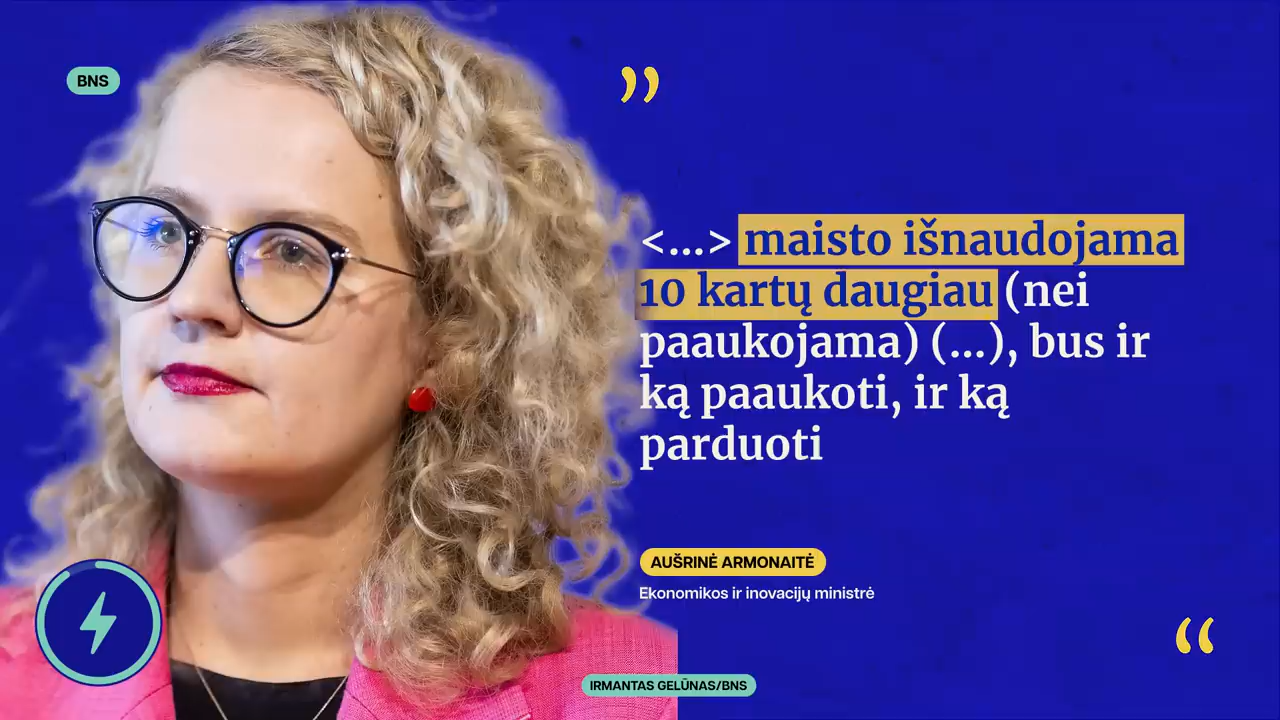 BNS
”
<...> maisto išnaudojama
10 kartų daugiau (nei
paaukojama) (...), bus ir
ką paaukoti, ir ką
parduoti
AUŠRINĖ ARMONAITĖ
Ekonomikos ir inovacijų ministrė
“
IRMANTAS GELŪNAS/BNS